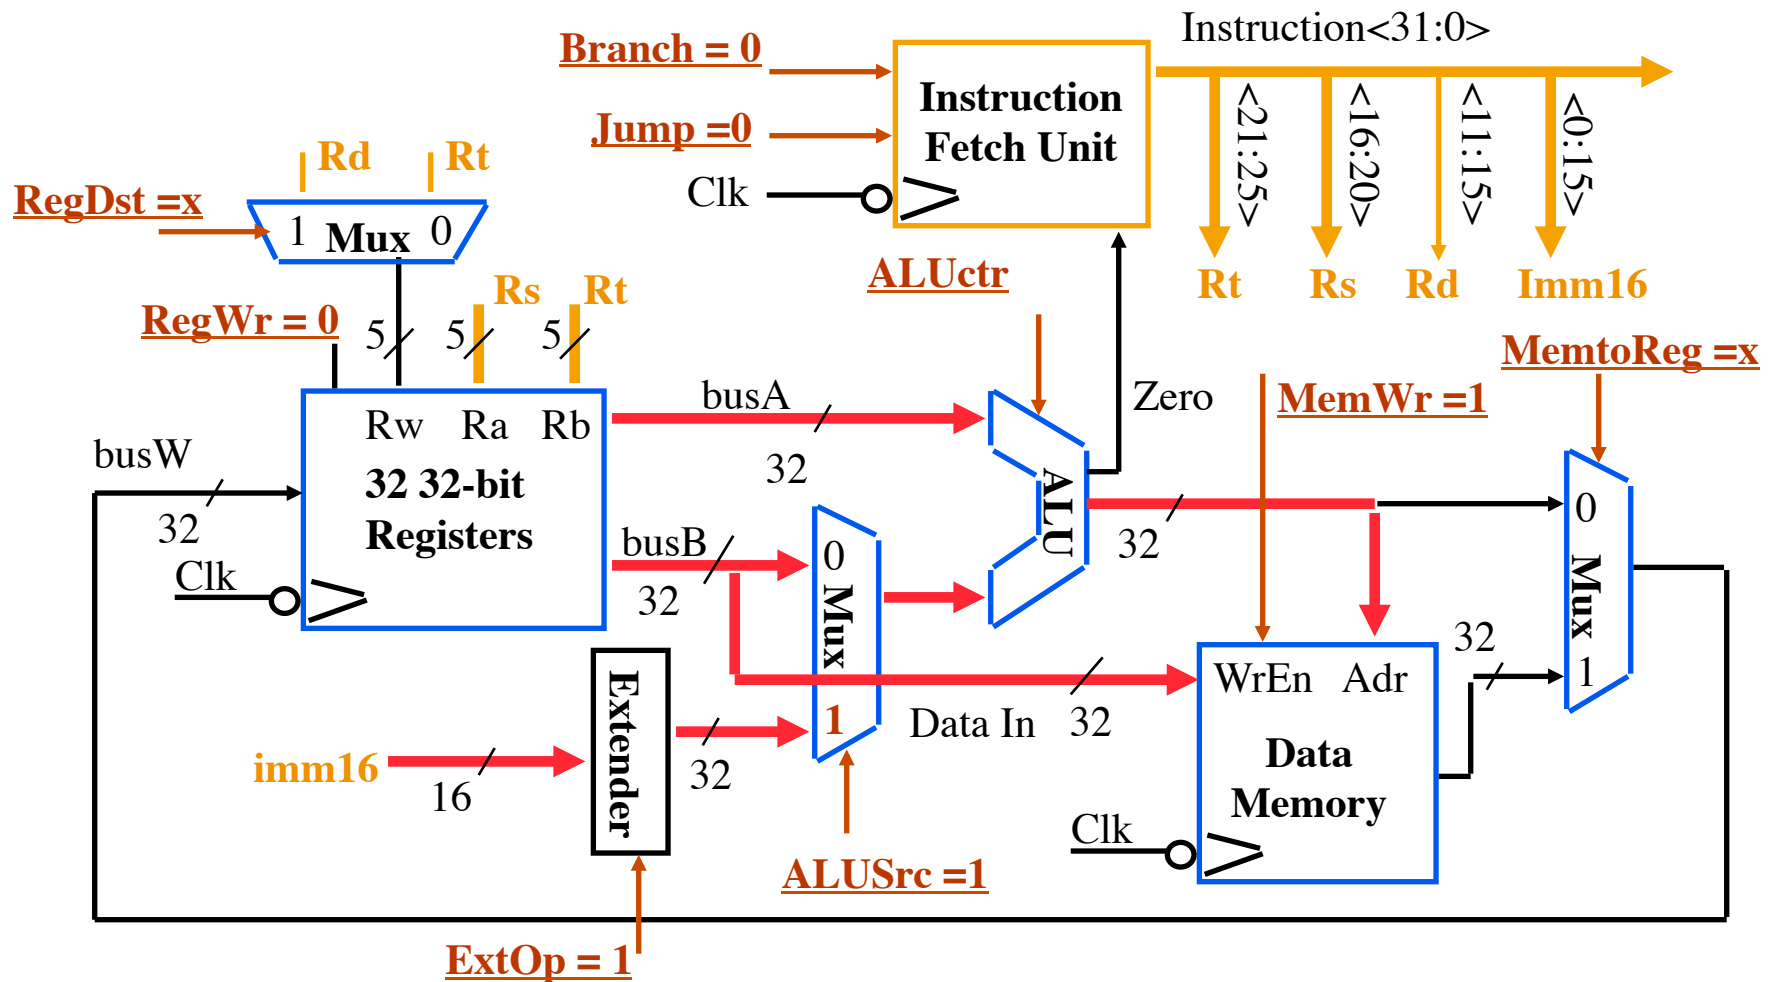 Instruction<31:0>
Branch = 0
Instruction
Fetch Unit
Jump =0
Clk
<21:25>
<16:20>
<11:15>
<0:15>
Rt
Rs
Rd
Imm16
Rd
Rt
RegDst =x
1 Mux 0
ALUctr
Rs
Rt
RegWr = 0
5
5
5
MemtoReg =x
MemWr =1
Zero
busA
32
Rw Ra Rb
32 32-bit
Registers
busW
32
Clk
busB
32
0
Mux
1
ALU
32
0
Mux
1
32
WrEn Adr
Data In
32
Data
Memory
Clk
Extender
imm16
16
32
ALUSrc =1
ExtOp = 1